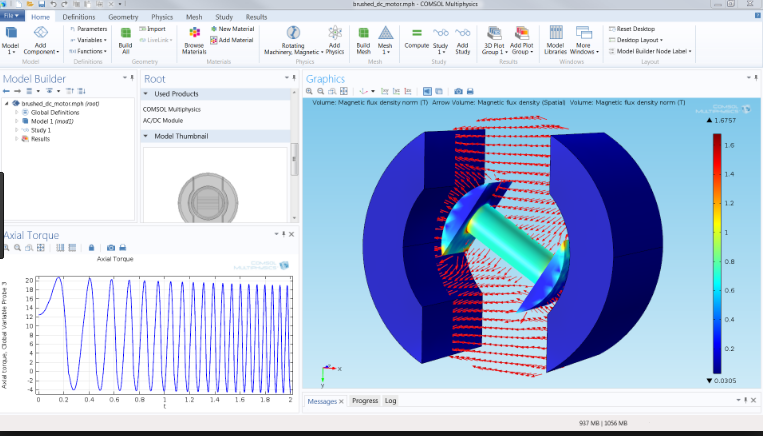 brushed_dc_motor.mph - COMSOL Multiphysics
File Home Definitions Geometry Physics Mesh Study Results
Model 1 Add Component Parameters Variables Functions Build All Import LiveLink Browse Materials New Material Add Material Rotating Machinery, Magnetic Add Physics Build Mesh Mesh 1 Compute Study 1 Add Study 3D Plot Group 1 Add Plot Group Model Libraries More Windows Reset Desktop Desktop Layout Model Builder Node Label
Model Definitions Geometry Materials Physics Mesh Study Results Windows Layout
Model Builder
brushed_dc_motor.mph (root)
Global Definitions
Model 1 (mod1)
Study 1
Results
Root
Used Products
COMSOL Multiphysics
AC/DC Module
Model Thumbnail
Graphics
Volume: Magnetic flux density norm (T) Arrow Volume: Magnetic flux density (Spatial) Volume: Magnetic flux density norm (T)
▲ 1.6757
1.6
1.4
1.2
1
0.8
0.6
0.4
0.2
▼ 0.0305
x
y
Axial Torque
Axial Torque
Axial torque, Global Variable Probe 3
20
18
16
14
12
10
8
6
4
2
0
-2
-4
0 0.2 0.4 0.6 0.8 1 1.2 1.4 1.6 1.8 2
t
Messages Progress Log
937 MB | 1056 MB